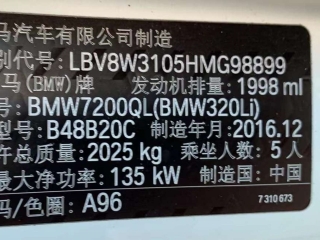 马汽车有限公司制造
别代号: LBV8W3105HMG98899
马(BMW)牌 发动机排量: 1998 ml
号: BMW7200QL(BMW320Li)
型号: B48B20C 制造年月: 2016.12
许总质量: 2025 kg 乘坐人数: 5 人
最大净功率: 135 kW 制造国: 中国
码/色圈: A96 7 310 673